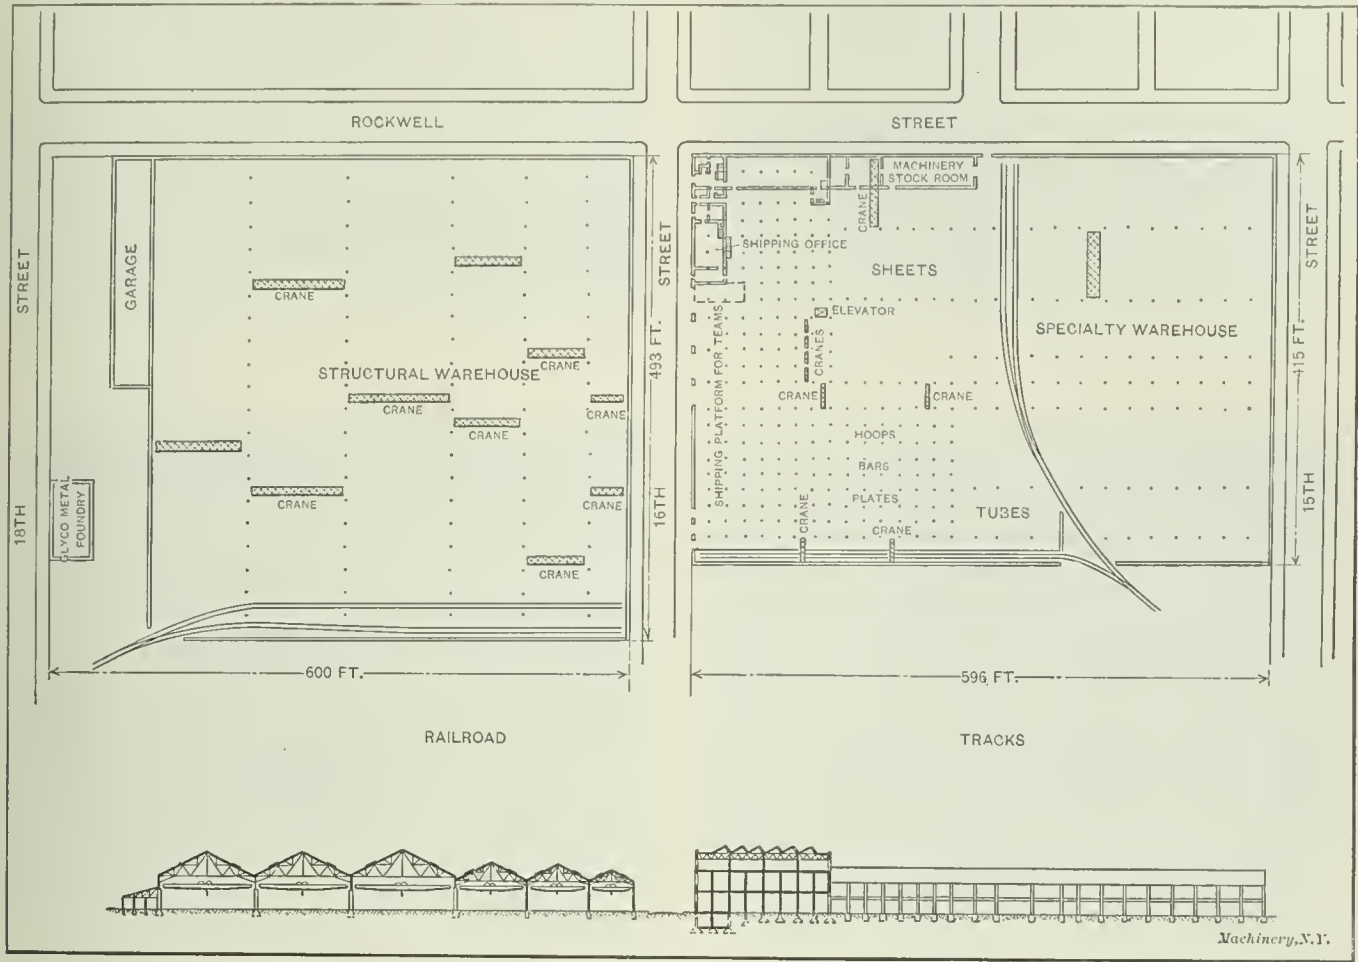 ROCKWELL STREET
18TH STREET
GARAGE
GLYCO METAL
FOUNDRY
CRANE
CRANE
STRUCTURAL WAREHOUSE
CRANE
CRANE
CRANE
CRANE
CRANE
CRANE
CRANE
493 FT.
600 FT.
16TH STREET
MACHINERY
STOCK ROOM
CRANE
SHIPPING OFFICE
SHEETS
ELEVATOR
CRANES
SHIPPING PLATFORM FOR TEAMS
CRANE
CRANE
HOOPS
BARS
PLATES
TUBES
CRANE
CRANE
SPECIALTY WAREHOUSE
415 FT.
596 FT.
15TH STREET
RAILROAD TRACKS
Machinery, N.Y.